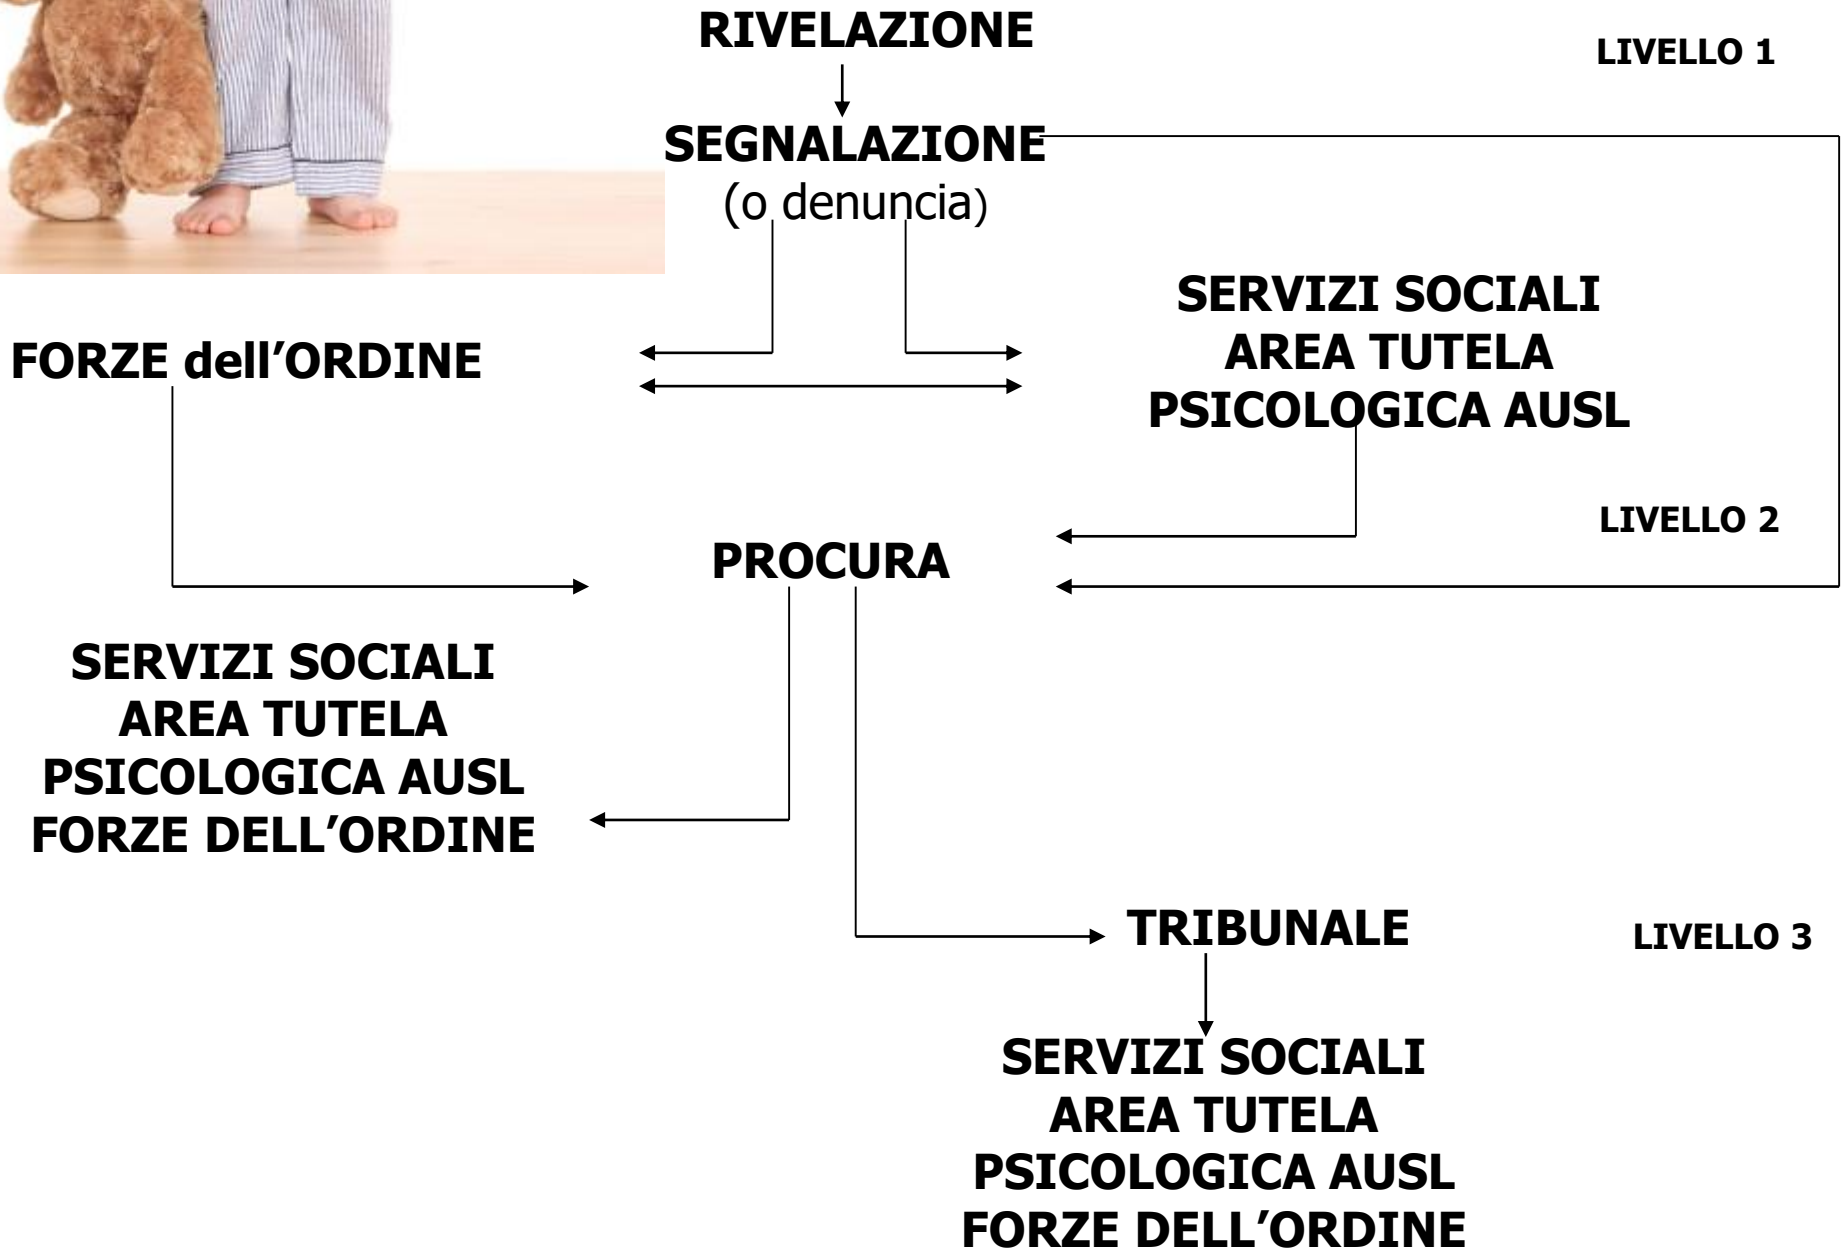 RIVELAZIONE
LIVELLO 1
SEGNALAZIONE
(o denuncia)
FORZE dell’ORDINE
SERVIZI SOCIALI
AREA TUTELA
PSICOLOGICA AUSL
LIVELLO 2
PROCURA
SERVIZI SOCIALI
AREA TUTELA
PSICOLOGICA AUSL
FORZE DELL’ORDINE
TRIBUNALE
LIVELLO 3
SERVIZI SOCIALI
AREA TUTELA
PSICOLOGICA AUSL
FORZE DELL’ORDINE